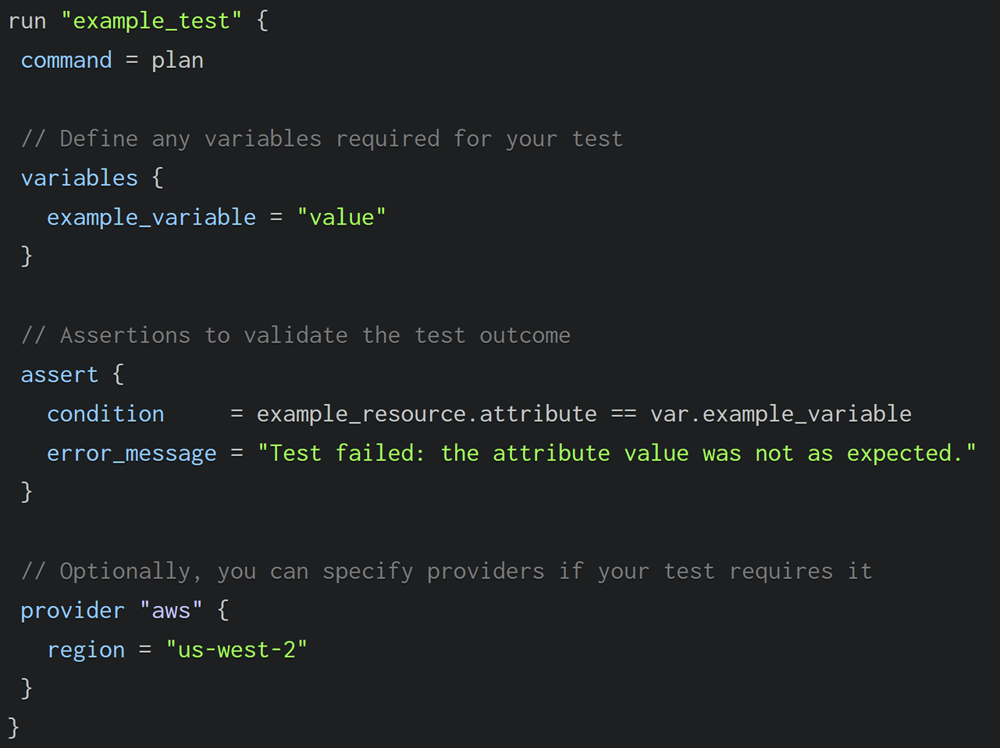 run "example_test" {
 command = plan

 // Define any variables required for your test
 variables {
   example_variable = "value"
 }

 // Assertions to validate the test outcome
 assert {
   condition     = example_resource.attribute == var.example_variable
   error_message = "Test failed: the attribute value was not as expected."
 }

 // Optionally, you can specify providers if your test requires it
 provider "aws" {
   region = "us-west-2"
 }
}